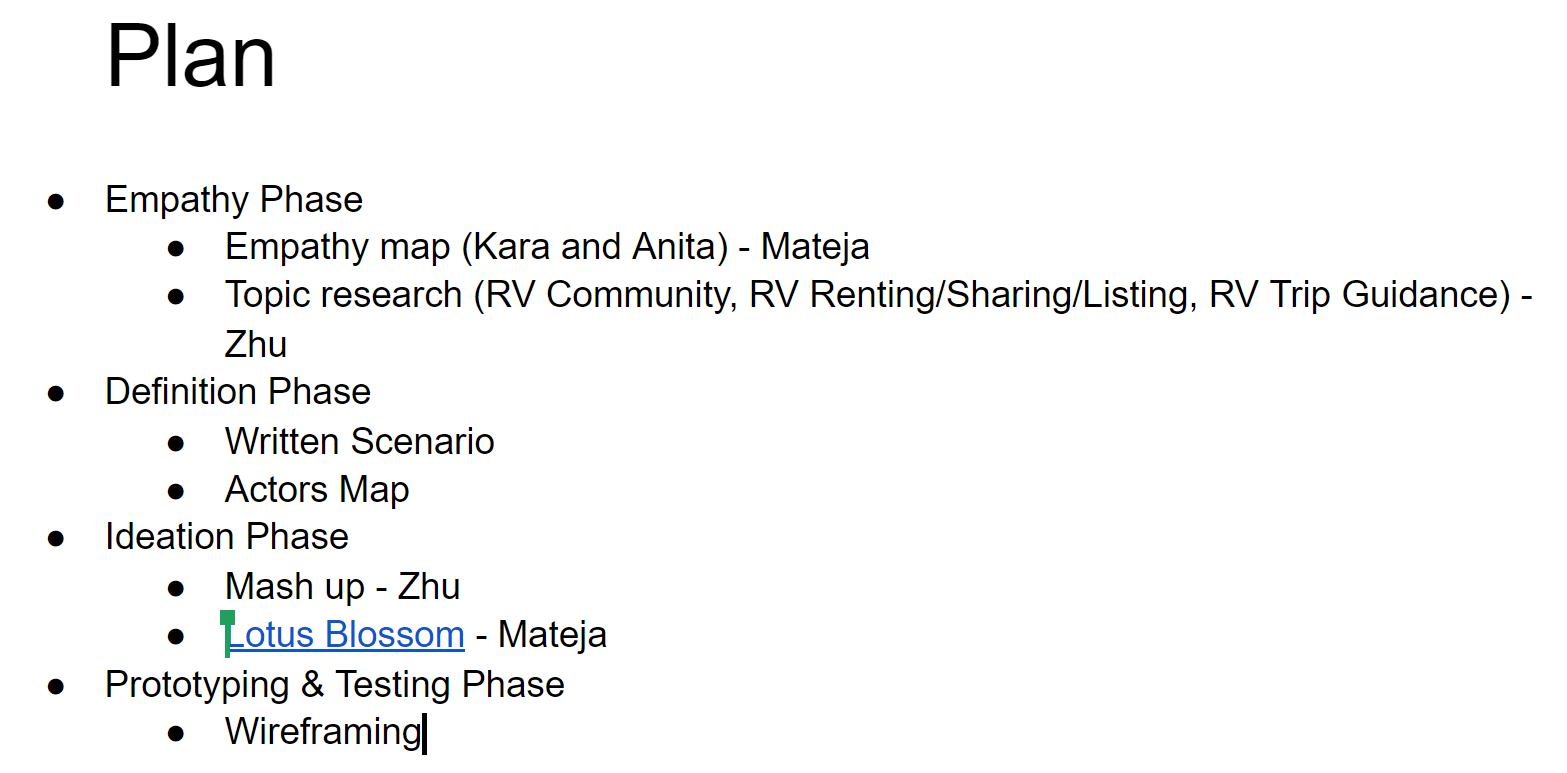 Plan
● Empathy Phase
● Empathy map (Kara and Anita) - Mateja
● Topic research (RV Community, RV Renting/Sharing/Listing, RV Trip Guidance) -
Zhu
● Definition Phase
● Written Scenario
● Actors Map
● Ideation Phase
● Mash up - Zhu
● Lotus Blossom - Mateja
● Prototyping & Testing Phase
● Wireframing